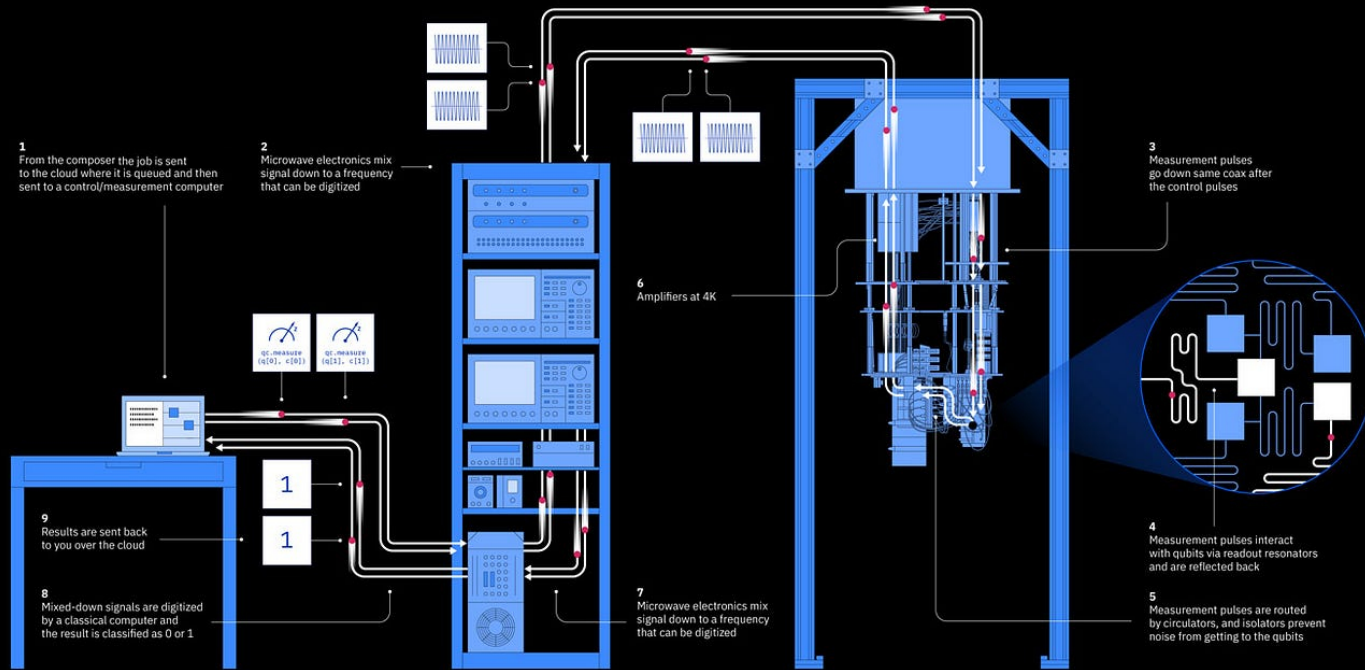 1
From the composer the job is sent
to the cloud where it is queued and then
sent to a control/measurement computer
2
Microwave electronics mix
signal down to a frequency
that can be digitized
3
Measurement pulses
go down same coax after
the control pulses
6
Amplifiers at 4K
z
qc.measure
(q[0], c[0])
z
qc.measure
(q[1], c[1])
1
1
9
Results are sent back
to you over the cloud
8
Mixed-down signals are digitized
by a classical computer and
the result is classified as 0 or 1
7
Microwave electronics mix
signal down to a frequency
that can be digitized
4
Measurement pulses interact
with qubits via readout resonators
and are reflected back
5
Measurement pulses are routed
by circulators, and isolators prevent
noise from getting to the qubits